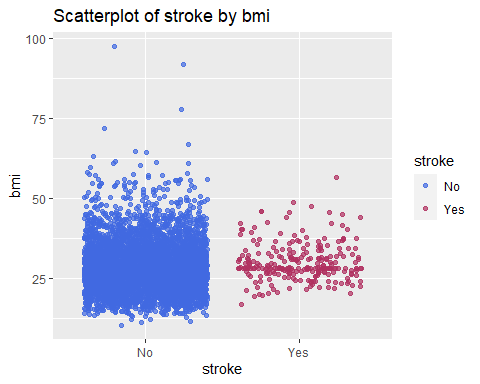 Scatterplot of stroke by bmi
100
75
50
25
bmi
No
Yes
stroke
stroke
No
Yes